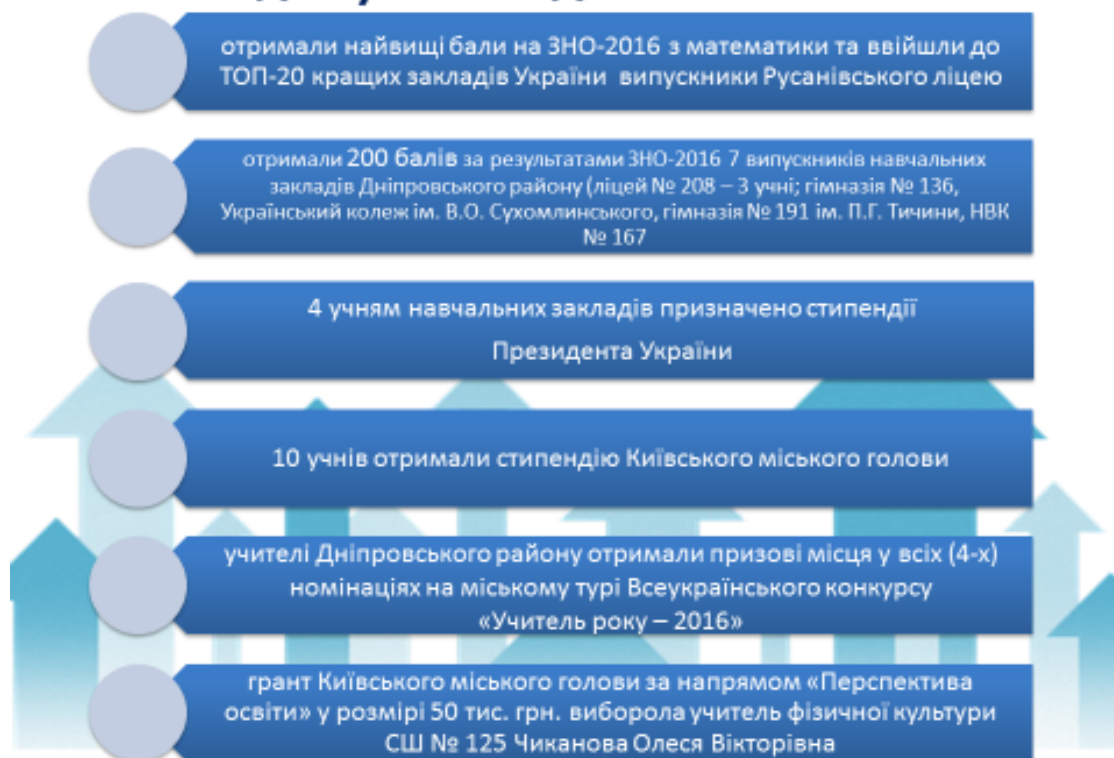 отримали найвищі бали на ЗНО-2016 з математики та ввійшли до
ТОП-20 кращих закладів України випускники Русанівського ліцею
отримали 200 балів за результатами ЗНО-2016 7 випускників навчальних
закладів Дніпровського району (ліцей № 208 – 3 учні; гімназія № 136,
Український колеж ім. В.О. Сухомлинського, гімназія № 191 ім. П.Г. Тичини, НВК
№ 167
4 учням навчальних закладів призначено стипендії
Президента України
10 учнів отримали стипендію Київського міського голови
учителі Дніпровського району отримали призові місця у всіх (4-х)
номінаціях на міському турі Всеукраїнського конкурсу
«Учитель року – 2016»
грант Київського міського голови за напрямом «Перспектива
освіти» у розмірі 50 тис. грн. виборола учитель фізичної культури
СШ № 125 Чиканова Олеся Вікторівна